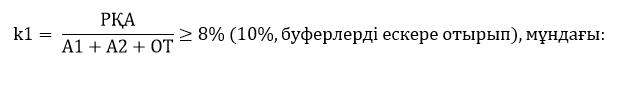 k1 = РҚА / (А1 + А2 + ОТ) ≥ 8% (10%, буферлерді ескере отырып), мұндағы: